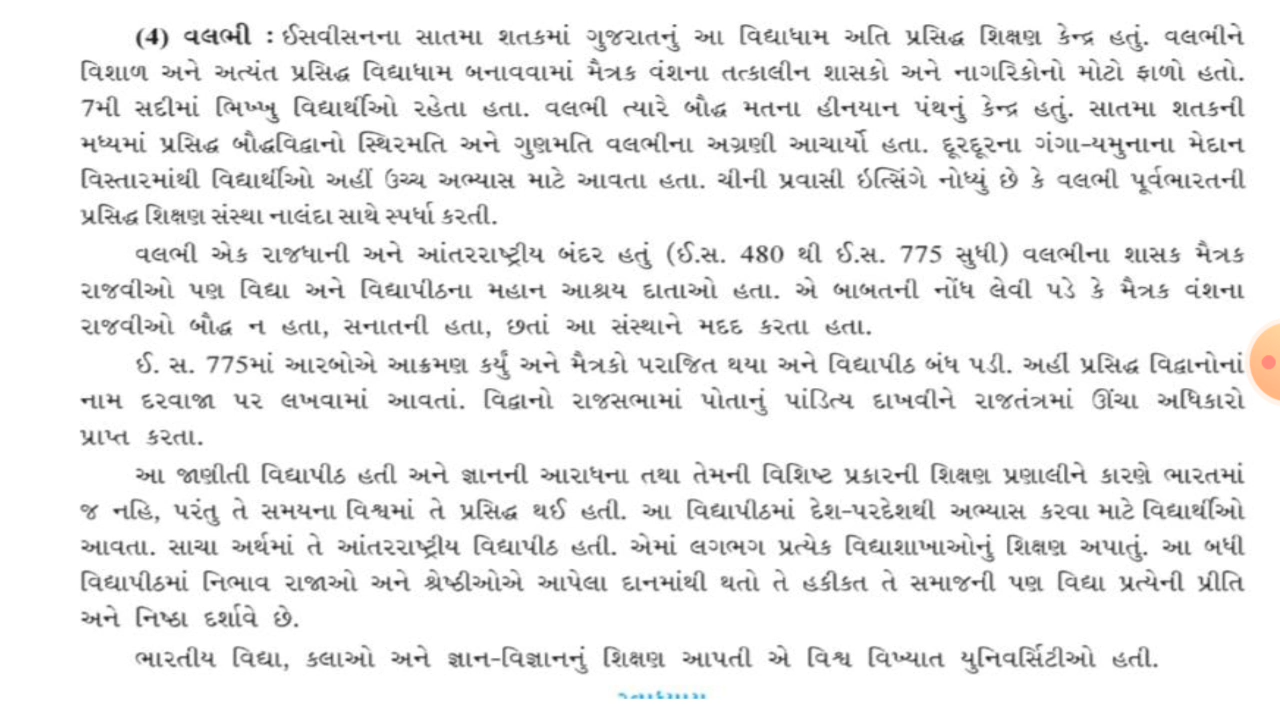 (4) વલભી : ઈસવીસનના સાતમા શતકમાં ગુજરાતનું આ વિદ્યાધામ અતિ પ્રસિદ્ધ શિક્ષણ કેન્દ્ર હતું. વલભીને
વિશાળ અને અત્યંત પ્રસિદ્ધ વિદ્યાધામ બનાવવામાં મૈત્રક વંશના તત્કાલીન શાસકો અને નાગરિકોનો મોટો ફાળો હતો.
7મી સદીમાં ભિખ્ખુ વિદ્યાર્થીઓ રહેતા હતા. વલભી ત્યારે બૌદ્ધ મતના હીનયાન પંથનું કેન્દ્ર હતું. સાતમા શતકની
મધ્યમાં પ્રસિદ્ધ બૌદ્ધવિદ્વાનો સ્થિરમતિ અને ગુણમતિ વલભીના અગ્રણી આચાર્યો હતા. દૂરદૂરના ગંગા-યમુનાના મેદાન
વિસ્તારમાંથી વિદ્યાર્થીઓ અહીં ઉચ્ચ અભ્યાસ માટે આવતા હતા. ચીની પ્રવાસી ઇત્સિંગે નોંધ્યું છે કે વલભી પૂર્વભારતની
પ્રસિદ્ધ શિક્ષણ સંસ્થા નાલંદા સાથે સ્પર્ધા કરતી.
વલભી એક રાજધાની અને આંતરરાષ્ટ્રીય બંદર હતું (ઈ.સ. 480 થી ઈ.સ. 775 સુધી) વલભીના શાસક મૈત્રક
રાજવીઓ પણ વિદ્યા અને વિદ્યાપીઠના મહાન આશ્રય દાતાઓ હતા. એ બાબતની નોંધ લેવી પડે કે મૈત્રક વંશના
રાજવીઓ બૌદ્ધ ન હતા, સનાતની હતા, છતાં આ સંસ્થાને મદદ કરતા હતા.
ઈ. સ. 775માં આરબોએ આક્રમણ કર્યું અને મૈત્રકો પરાજિત થયા અને વિદ્યાપીઠ બંધ પડી. અહીં પ્રસિદ્ધ વિદ્વાનોનાં
નામ દરવાજા પર લખવામાં આવતાં. વિદ્વાનો રાજસભામાં પોતાનું પાંડિત્ય દાખવીને રાજતંત્રમાં ઊંચા અધિકારો
પ્રાપ્ત કરતા.
આ જાણીતી વિદ્યાપીઠ હતી અને જ્ઞાનની આરાધના તથા તેમની વિશિષ્ટ પ્રકારની શિક્ષણ પ્રણાલીને કારણે ભારતમાં
જ નહિ, પરંતુ તે સમયના વિશ્વમાં તે પ્રસિદ્ધ થઈ હતી. આ વિદ્યાપીઠમાં દેશ-પરદેશથી અભ્યાસ કરવા માટે વિદ્યાર્થીઓ
આવતા. સાચા અર્થમાં તે આંતરરાષ્ટ્રીય વિદ્યાપીઠ હતી. એમાં લગભગ પ્રત્યેક વિદ્યાશાખાઓનું શિક્ષણ અપાતું. આ બધી
વિદ્યાપીઠમાં નિભાવ રાજાઓ અને શ્રેષ્ઠીઓએ આપેલા દાનમાંથી થતો તે હકીકત તે સમાજની પણ વિદ્યા પ્રત્યેની પ્રીતિ
અને નિષ્ઠા દર્શાવે છે.
ભારતીય વિદ્યા, કલાઓ અને જ્ઞાન-વિજ્ઞાનનું શિક્ષણ આપતી એ વિશ્વ વિખ્યાત યુનિવર્સિટીઓ હતી.